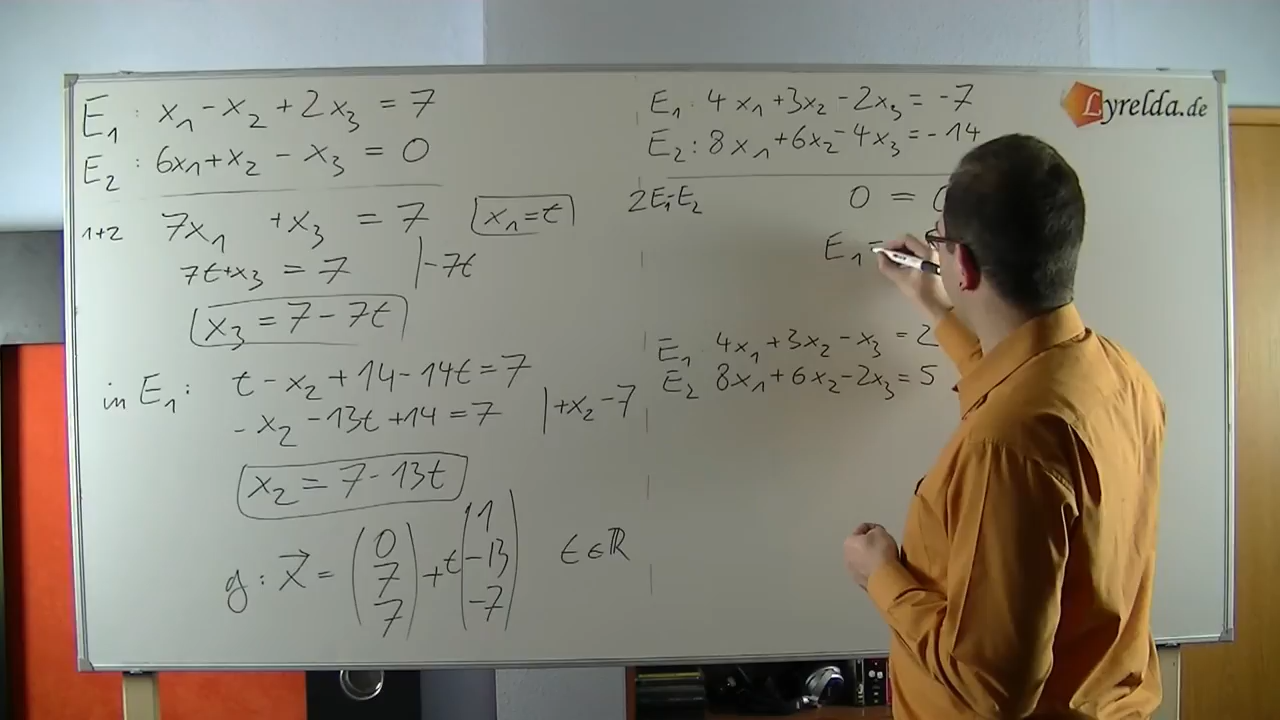 E₁ : x₁ - x₂ + 2x₃ = 7
E₂ : 6x₁ + x₂ - x₃ = 0
1+2 7x₁ + x₃ = 7 x₁ = t
7t + x₃ = 7 | -7t
x₃ = 7 - 7t
in E₁: t - x₂ + 14 - 14t = 7
-x₂ - 13t + 14 = 7 | +x₂ - 7
x₂ = 7 - 13t
g : x⃗ = (0 7 7) + t (1 -13 -7) t ∈ ℝ
E₁ : 4x₁ + 3x₂ - 2x₃ = -7
E₂ : 8x₁ + 6x₂ - 4x₃ = -14
2E₁-E₂ 0 = 0
E₁ =
E₁ 4x₁ + 3x₂ - x₃ = 2
E₂ 8x₁ + 6x₂ - 2x₃ = 5
Lyrelda.de